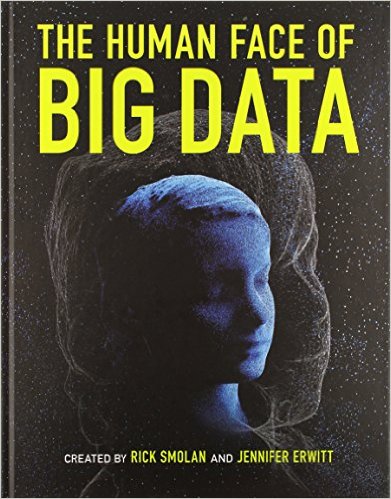 THE HUMAN FACE OF
BIG DATA
CREATED BY RICK SMOLAN AND JENNIFER ERWITT